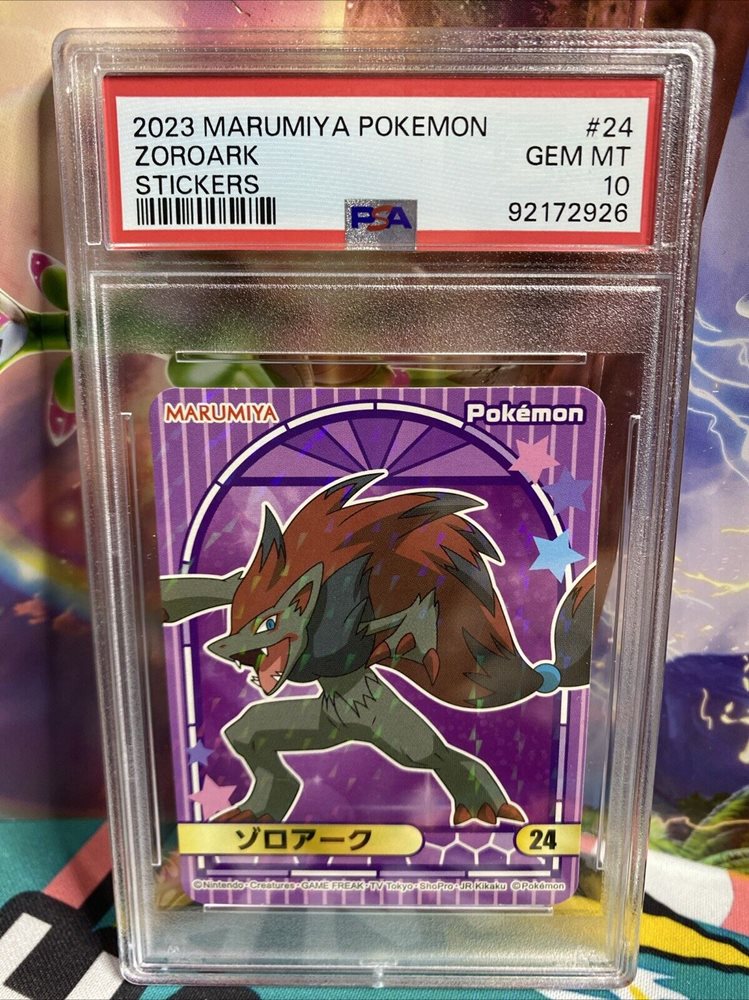 2023 MARUMIYA POKEMON #24
ZOROARK GEM MT
STICKERS 10
PSA 92172926
MARUMIYA Pokémon
ゾロアーク 24
©Nintendo・Creatures・GAME FREAK・TV Tokyo・ShoPro・JR Kikaku ©Pokémon